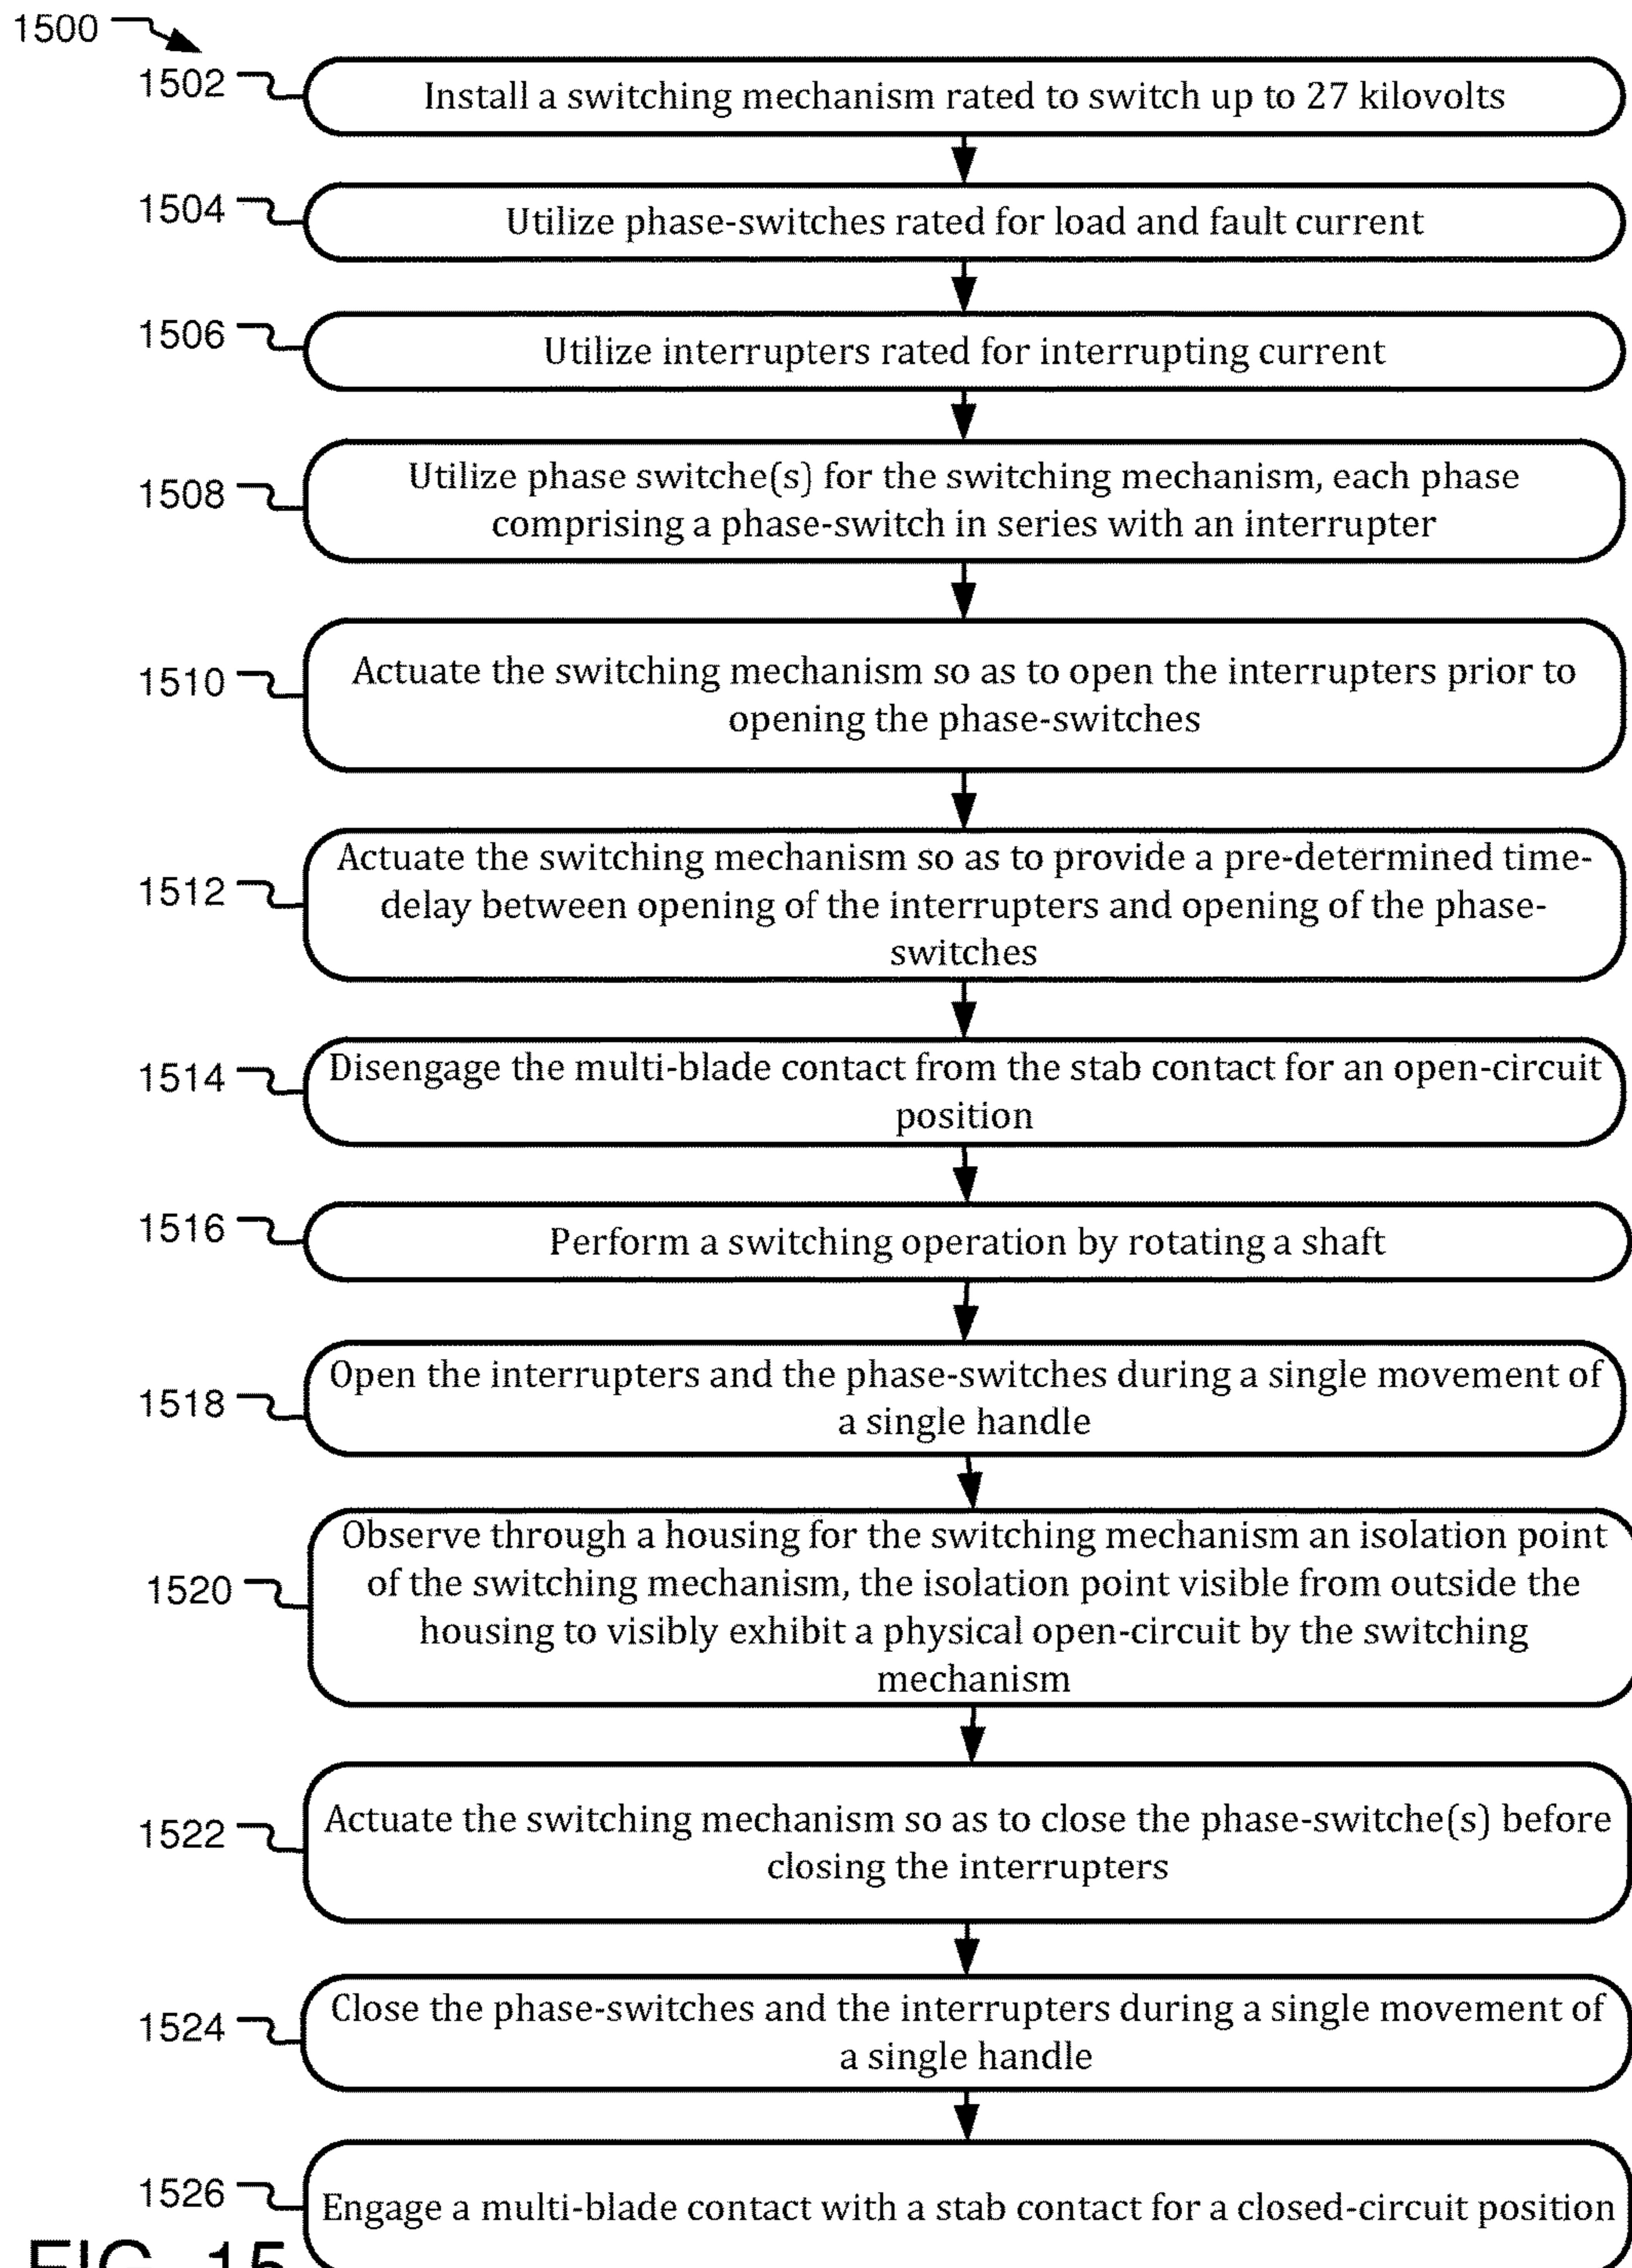 1500
1502
Install a switching mechanism rated to switch up to 27 kilovolts
1504
Utilize phase-switches rated for load and fault current
1506
Utilize interrupters rated for interrupting current
1508
Utilize phase switche(s) for the switching mechanism, each phase
comprising a phase-switch in series with an interrupter
1510
Actuate the switching mechanism so as to open the interrupters prior to
opening the phase-switches
1512
Actuate the switching mechanism so as to provide a pre-determined time-
delay between opening of the interrupters and opening of the phase-
switches
1514
Disengage the multi-blade contact from the stab contact for an open-circuit
position
1516
Perform a switching operation by rotating a shaft
1518
Open the interrupters and the phase-switches during a single movement of
a single handle
1520
Observe through a housing for the switching mechanism an isolation point
of the switching mechanism, the isolation point visible from outside the
housing to visibly exhibit a physical open-circuit by the switching
mechanism
1522
Actuate the switching mechanism so as to close the phase-switche(s) before
closing the interrupters
1524
Close the phase-switches and the interrupters during a single movement of
a single handle
1526
Engage a multi-blade contact with a stab contact for a closed-circuit position
FIG. 15